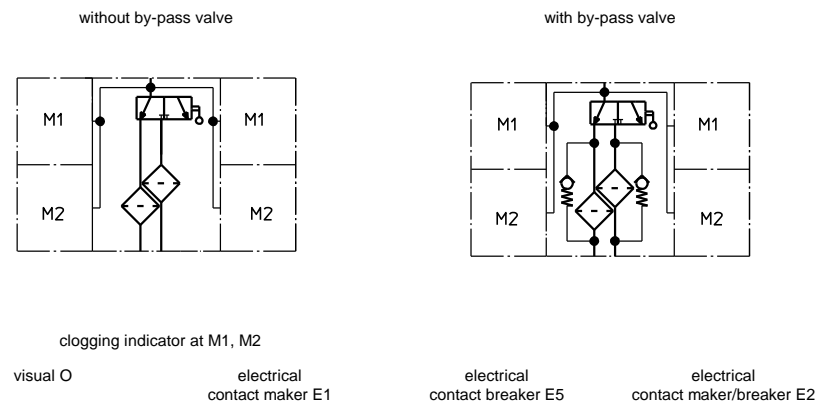 without by-pass valve
with by-pass valve
M1
M1
M2
M2
M1
M1
M2
M2
clogging indicator at M1, M2
visual O
electrical
contact maker E1
electrical
contact breaker E5
electrical
contact maker/breaker E2